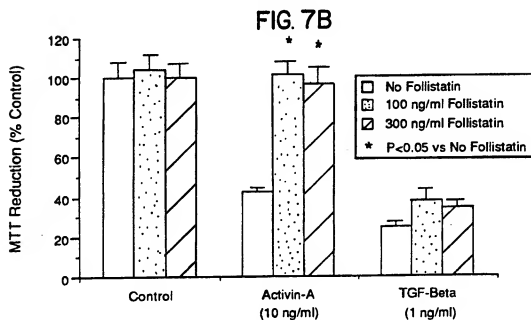 FIG. 7B
MTT Reduction (% Control)
120
100
80
60
40
20
0
* *
No Follistatin
100 ng/ml Follistatin
300 ng/ml Follistatin
* P<0.05 vs No Follistatin
Control Activin-A TGF-Beta
(10 ng/ml) (1 ng/ml)